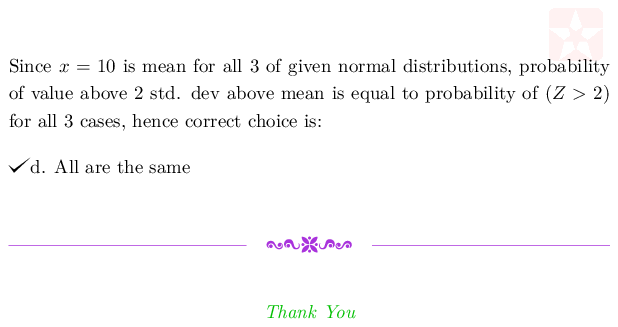 Since x = 10 is mean for all 3 of given normal distributions, probability
of value above 2 std. dev above mean is equal to probability of (Z > 2)
for all 3 cases, hence correct choice is:
✓d. All are the same
Thank You